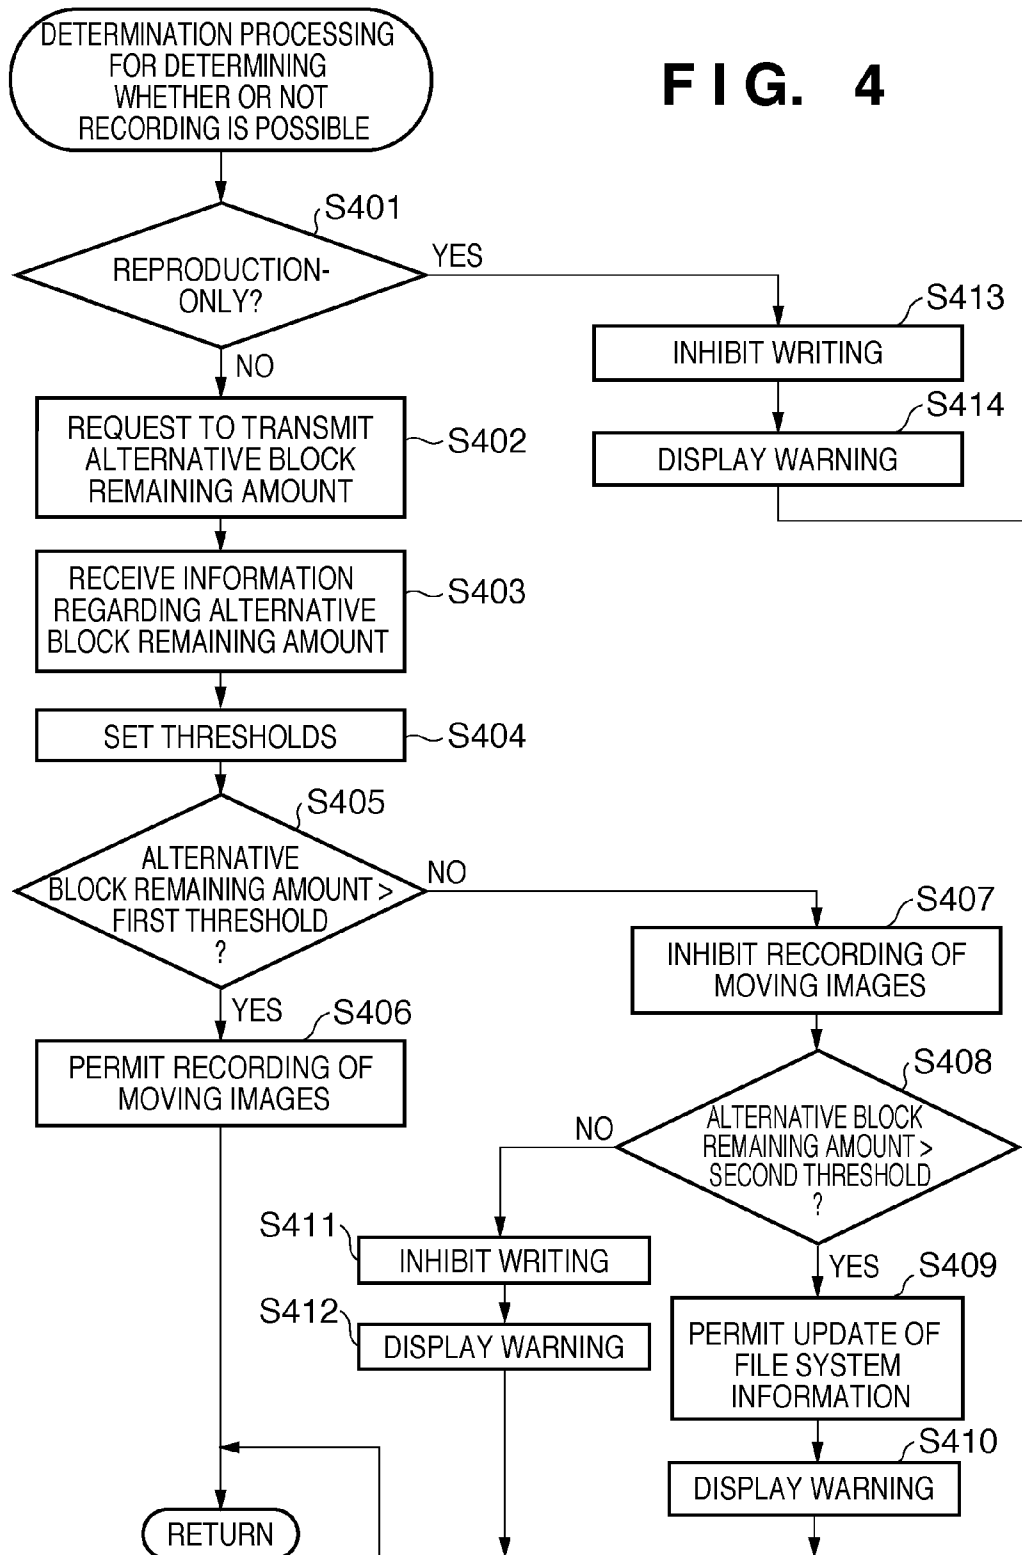 DETERMINATION PROCESSING
FOR DETERMINING
WHETHER OR NOT
RECORDING IS POSSIBLE
FIG. 4
S401
REPRODUCTION-
ONLY?
YES
NO
S413
INHIBIT WRITING
S414
DISPLAY WARNING
REQUEST TO TRANSMIT
ALTERNATIVE BLOCK
REMAINING AMOUNT
S402
RECEIVE INFORMATION
REGARDING ALTERNATIVE
BLOCK REMAINING AMOUNT
S403
SET THRESHOLDS
S404
S405
ALTERNATIVE
BLOCK REMAINING AMOUNT >
FIRST THRESHOLD
?
NO
YES
S406
PERMIT RECORDING OF
MOVING IMAGES
S407
INHIBIT RECORDING OF
MOVING IMAGES
S408
ALTERNATIVE BLOCK
REMAINING AMOUNT >
SECOND THRESHOLD
?
NO
YES
S411
INHIBIT WRITING
S412
DISPLAY WARNING
S409
PERMIT UPDATE OF
FILE SYSTEM
INFORMATION
S410
DISPLAY WARNING
RETURN